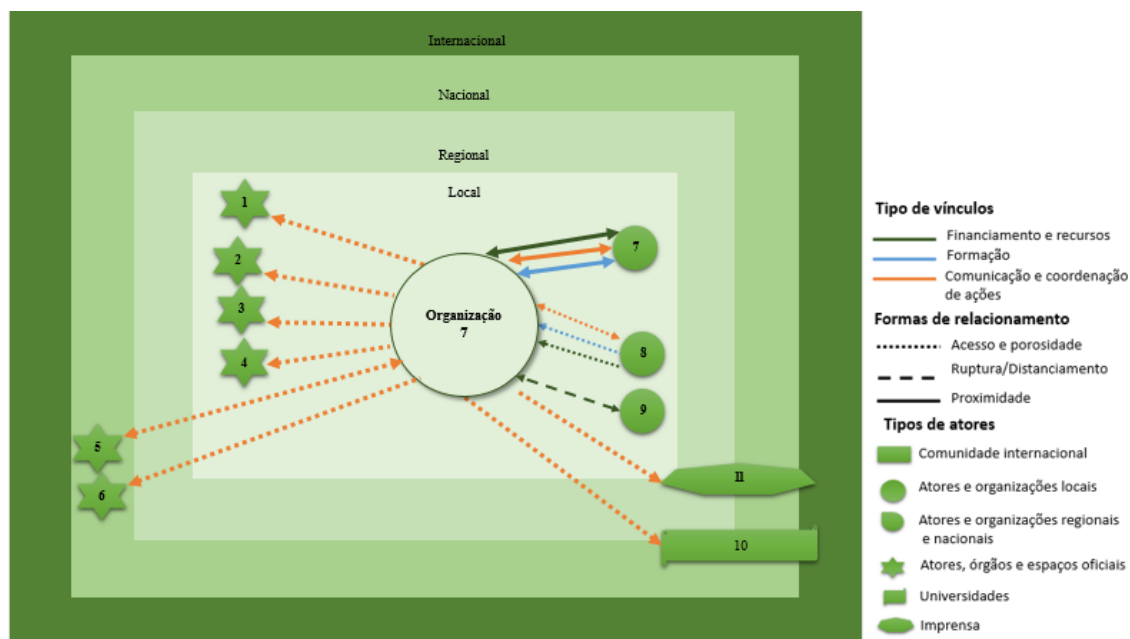 Internacional
Nacional
Regional
Local
1
2
3
4
5
6
Organização
7
7
8
9
11
10
Tipo de vínculos
Financiamento e recursos
Formação
Comunicação e coordenação
de ações
Formas de relacionamento
Acesso e porosidade
Ruptura/Distanciamento
Proximidade
Tipos de atores
Comunidade internacional
Atores e organizações locais
Atores e organizações regionais
e nacionais
Atores, órgãos e espaços oficiais
Universidades
Imprensa